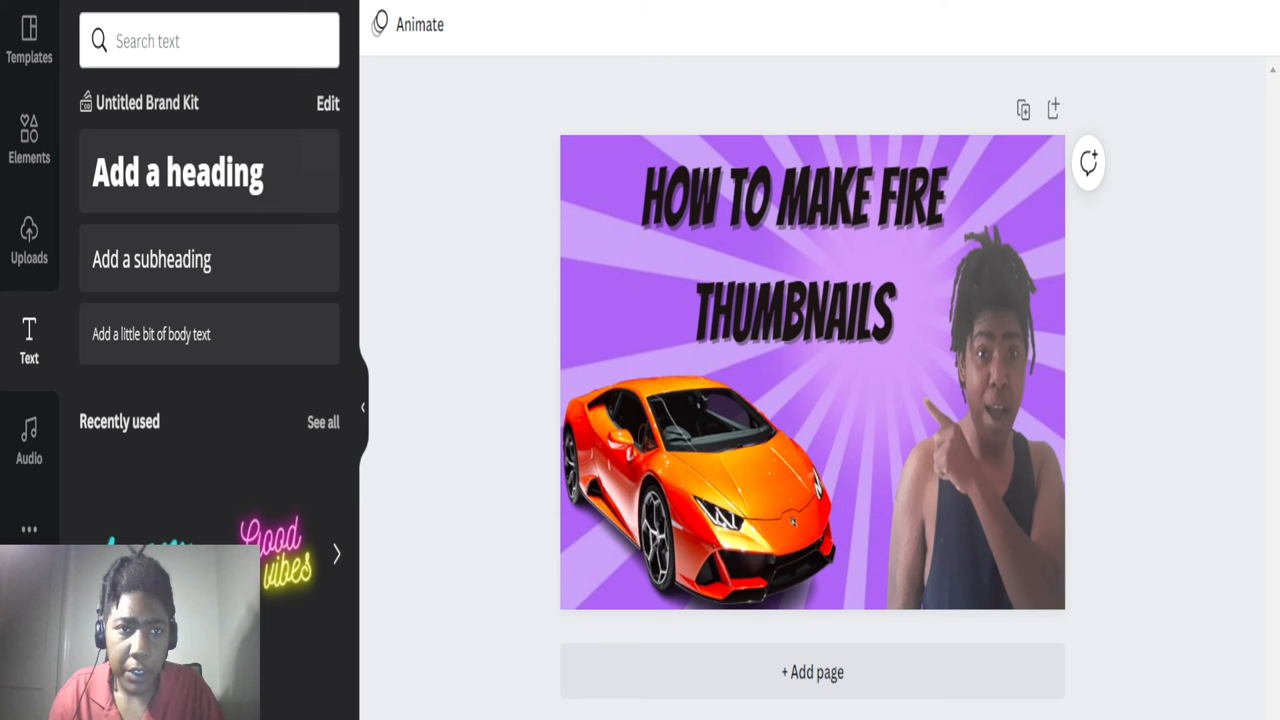 Animate
Templates
Elements
Uploads
Text
Audio
Search text
Untitled Brand Kit
Edit
Add a heading
Add a subheading
Add a little bit of body text
Recently used
See all
Good
vibes
HOW TO MAKE FIRE
THUMBNAILS
+ Add page